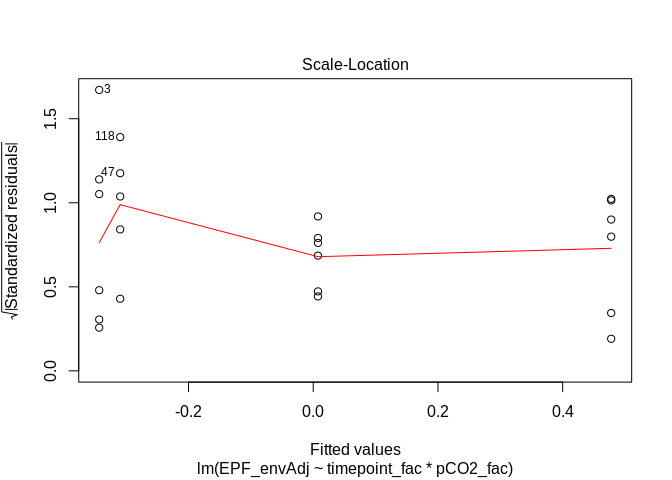 Scale-Location
√|Standardized residuals|
1.5
1.0
0.5
0.0
3
118
47
-0.2 0.0 0.2 0.4
Fitted values
lm(EPF_envAdj ~ timepoint_fac * pCO2_fac)